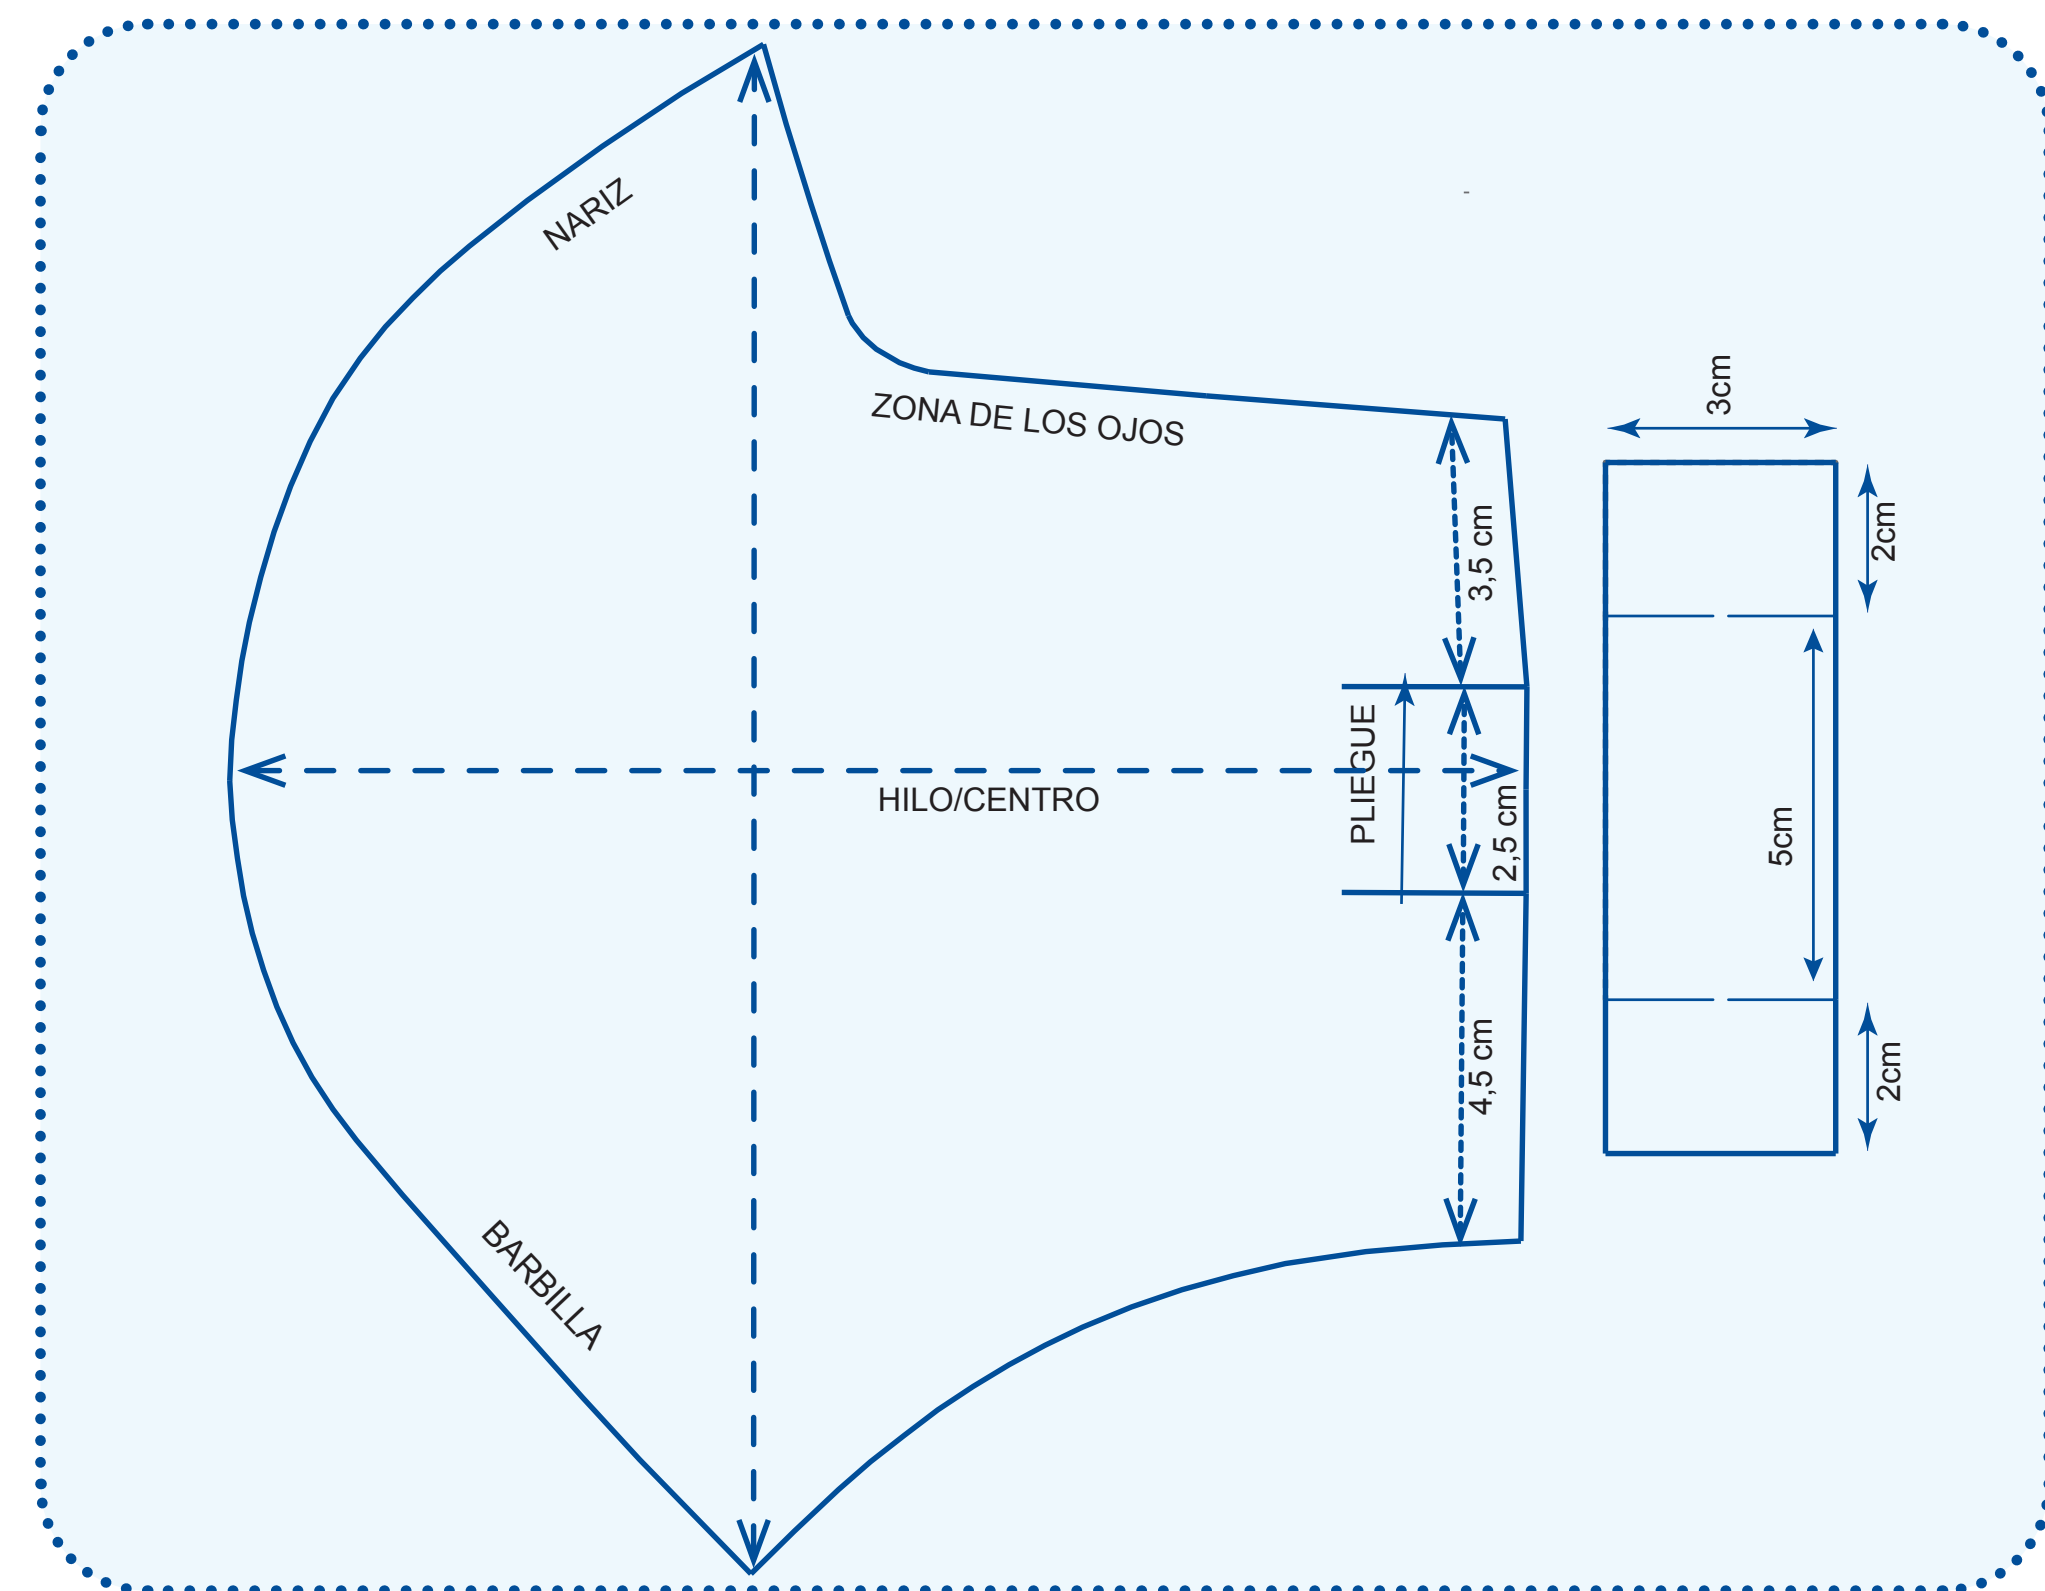 NARIZ
ZONA DE LOS OJOS
3cm
2cm
3,5 cm
PLIEGUE
HILO/CENTRO
2,5 cm
5cm
4,5 cm
2cm
BARBILLA